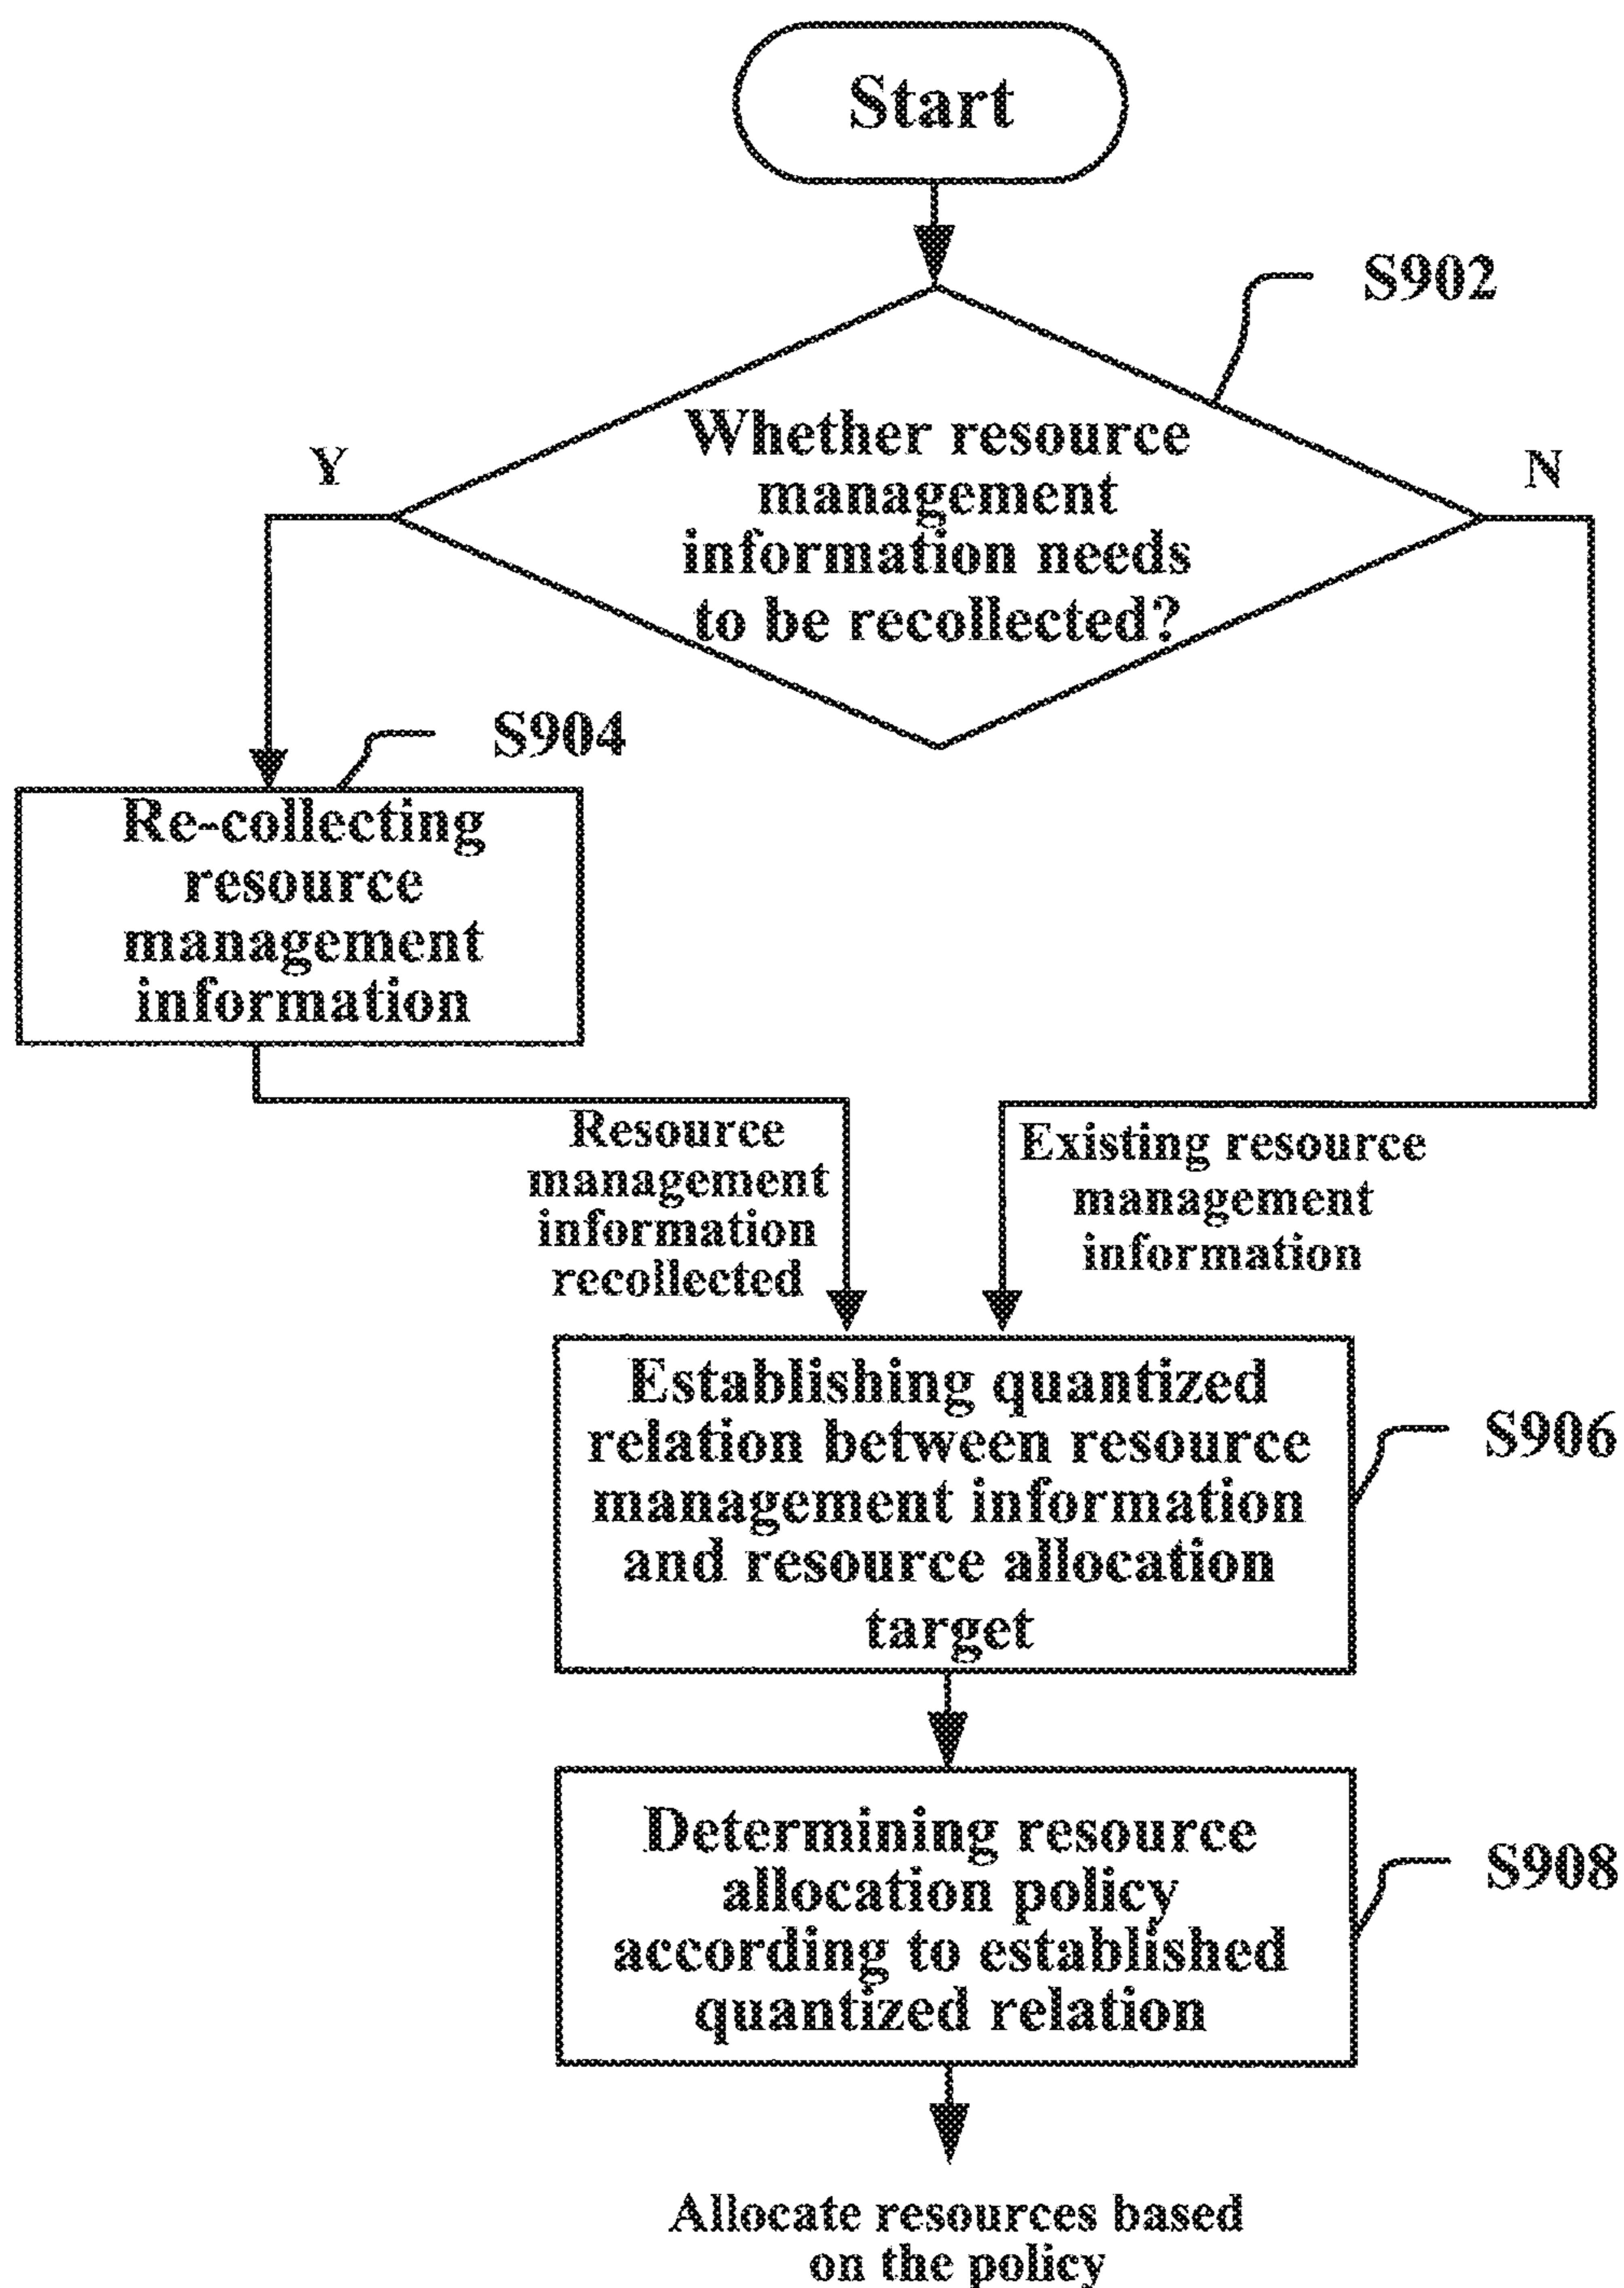 Start
S902
Whether resource
management
information needs
to be recollected?
Y
N
S904
Re-collecting
resource
management
information
Resource
management
information
recollected
Existing resource
management
information
Establishing quantized
relation between resource
management information
and resource allocation
target
S906
Determining resource
allocation policy
according to established
quantized relation
S908
Allocate resources based
on the policy